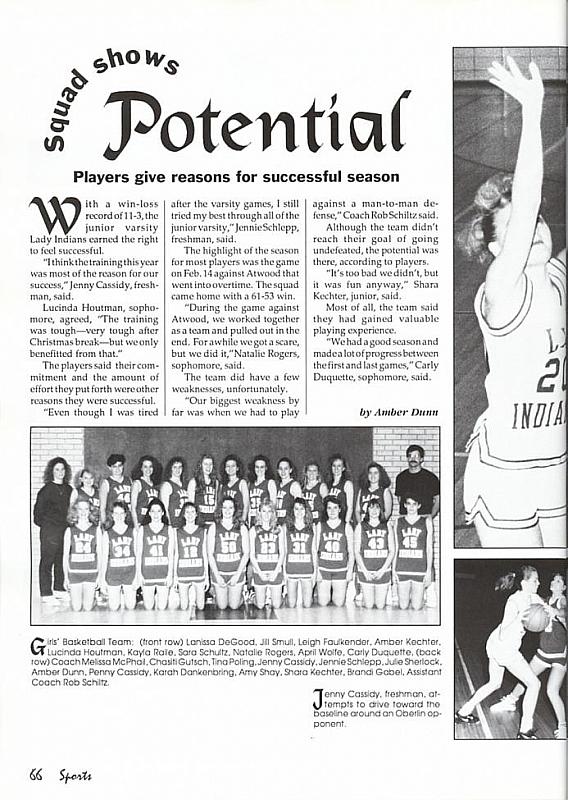 Squad shows
Potential
Players give reasons for successful season
With a win-loss
record of 11-3, the
junior varsity
Lady Indians earned the right
to feel successful.
"I think the training this year
was most of the reason for our
success," Jenny Cassidy, fresh-
man, said.
Lucinda Houtman, sopho-
more, agreed, "The training
was tough—very tough after
Christmas break—but we only
benefitted from that."
The players said their com-
mitment and the amount of
effort they put forth were other
reasons they were successful.
"Even though I was tired
after the varsity games, I still
tried my best through all of the
junior varsity," Jennie Schlepp,
freshman, said.
The highlight of the season
for most players was the game
on Feb. 14 against Atwood that
went into overtime. The squad
came home with a 61-53 win.
"During the game against
Atwood, we worked together
as a team and pulled out in the
end. For awhile we got a scare,
but we did it," Natalie Rogers,
sophomore, said.
The team did have a few
weaknesses, unfortunately.
"Our biggest weakness by
far was when we had to play
against a man-to-man de-
fense," Coach Rob Schiltz said.
Although the team didn't
reach their goal of going
undefeated, the potential was
there, according to players.
"It's too bad we didn't, but
it was fun anyway," Shara
Kechter, junior, said.
Most of all, the team said
they had gained valuable
playing experience.
"We had a good season and
made a lot of progress between
the first and last games," Carly
Duquette, sophomore, said.
by Amber Dunn
L
20
INDIA
Girls' Basketball Team: (front row) Lanissa DeGood, Jill Smull, Leigh Faulkender, Amber Kechter,
Lucinda Houtman, Kayla Raile, Sara Schultz, Natalie Rogers, April Wolfe, Carly Duquette, (back
row) Coach Melissa McPhail, Chasiti Gutsch, Tina Poling, Jenny Cassidy, Jennie Schlepp, Julie Sherlock,
Amber Dunn, Penny Cassidy, Karah Dankenbring, Amy Shay, Shara Kechter, Brandi Gabel, Assistant
Coach Rob Schiltz.
Jenny Cassidy, freshman, at-
tempts to drive toward the
baseline around an Oberlin op-
ponent.
66 Sports